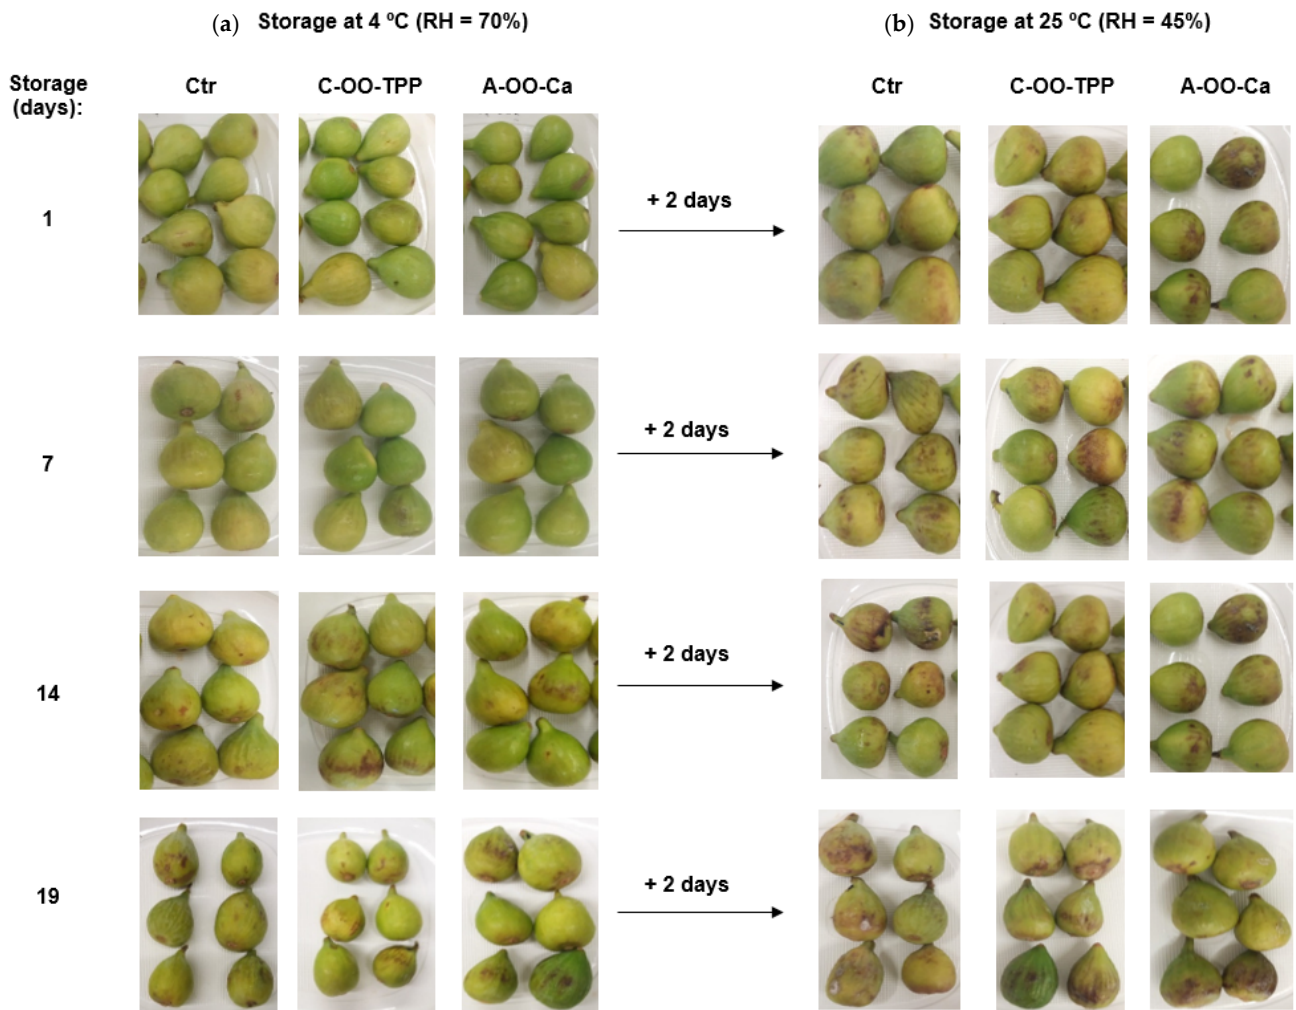 (a) Storage at 4 ºC (RH = 70%)
(b) Storage at 25 ºC (RH = 45%)
Storage
(days):
Ctr
C-OO-TPP
A-OO-Ca
Ctr
C-OO-TPP
A-OO-Ca
1
+ 2 days
7
+ 2 days
14
+ 2 days
19
+ 2 days